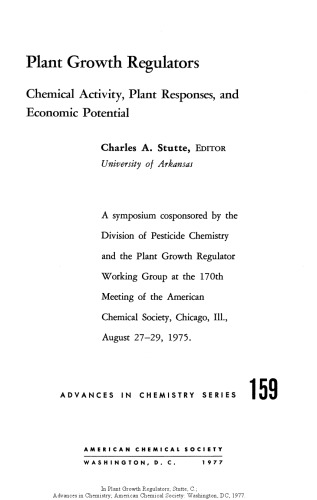 Plant Growth Regulators
Chemical Activity, Plant Responses, and
Economic Potential
Charles A. Stutte, EDITOR
University of Arkansas
A symposium cosponsored by the
Division of Pesticide Chemistry
and the Plant Growth Regulator
Working Group at the 170th
Meeting of the American
Chemical Society, Chicago, Ill.,
August 27–29, 1975.
ADVANCES IN CHEMISTRY SERIES 159
AMERICAN CHEMICAL SOCIETY
WASHINGTON, D. C. 1977
In Plant Growth Regulators; Stutte, C.;
Advances in Chemistry; American Chemical Society: Washington, DC, 1977.